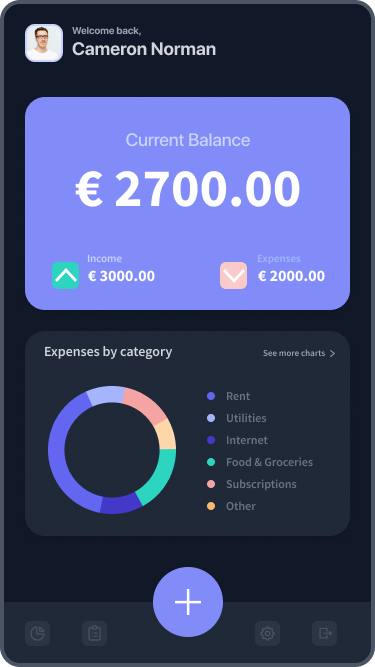 Welcome back,
Cameron Norman
Current Balance
€ 2700.00
Income
€ 3000.00
Expenses
€ 2000.00
Expenses by category
See more charts
Rent
Utilities
Internet
Food & Groceries
Subscriptions
Other